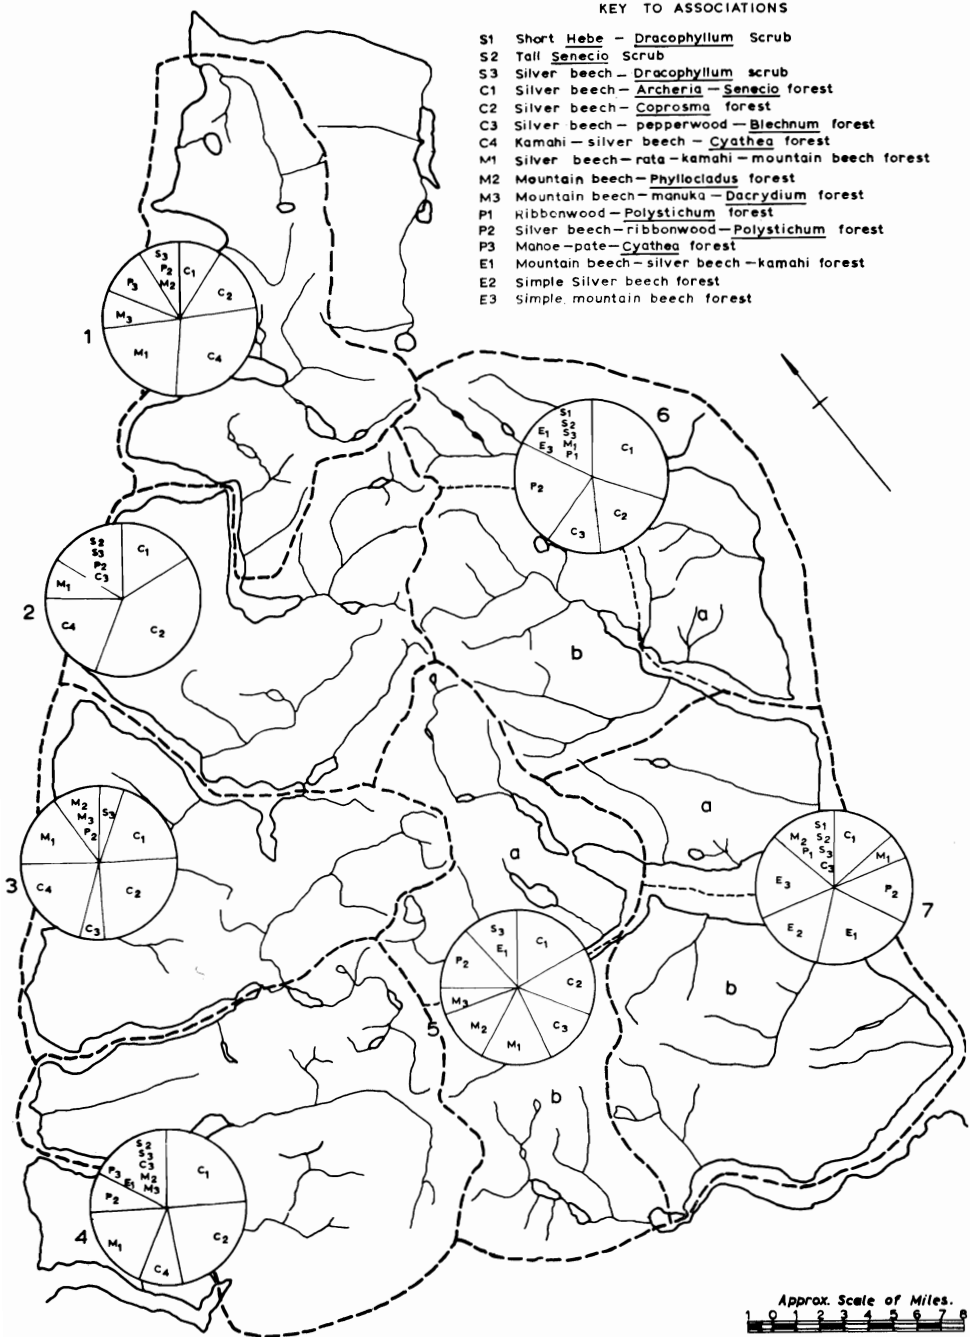 KEY TO ASSOCIATIONS
S1 Short Hebe – Dracophyllum Scrub
S2 Tall Senecio Scrub
S3 Silver beech – Dracophyllum scrub
C1 Silver beech – Archeria – Senecio forest
C2 Silver beech – Coprosma forest
C3 Silver beech – pepperwood – Blechnum forest
C4 Kamahi – silver beech – Cyathea forest
M1 Silver beech – rata – kamahi – mountain beech forest
M2 Mountain beech – Phyllocladus forest
M3 Mountain beech – manuka – Dacrydium forest
P1 Ribbonwood – Polystichum forest
P2 Silver beech – ribbonwood – Polystichum forest
P3 Mahoe – pate – Cyathea forest
E1 Mountain beech – silver beech – kamahi forest
E2 Simple Silver beech forest
E3 Simple mountain beech forest
1
S3
P2
M2
C1
C2
C4
M1
M3
P3
6
S1
S2
S3
M1
P1
E1
E3
C1
C2
C3
P2
a
b
2
S2
S3
P2
C3
C1
C2
C4
M1
3
M2
M3
P2
S3
C1
C2
C3
C4
M1
a
a
7
S1
S2
S3
C3
M2
P1
C1
M1
P2
E1
E2
E3
b
5
S3
E1
C1
C2
C3
M1
M2
M3
P2
b
4
S2
S3
C3
M2
M3
E1
P3
P2
C1
C2
C4
M1
Approx. Scale of Miles.
1 0 1 2 3 4 5 6 7 8